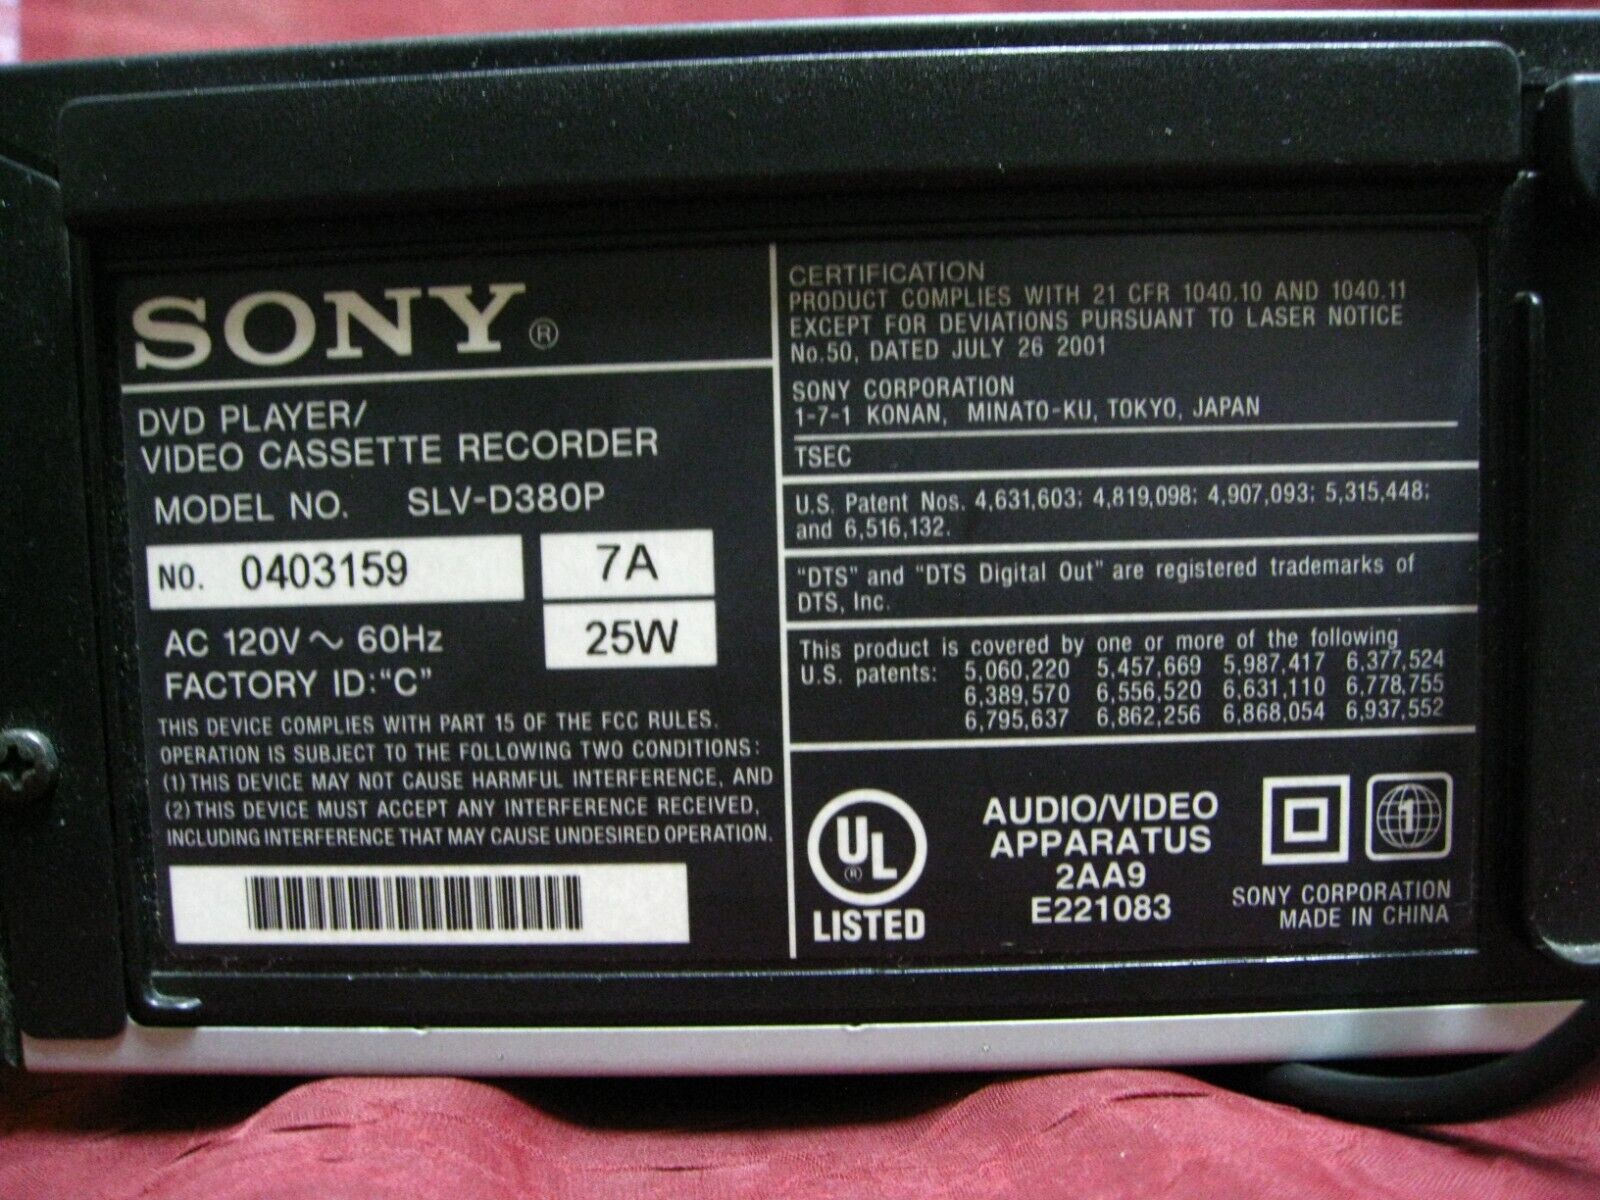 SONY®
DVD PLAYER/
VIDEO CASSETTE RECORDER
MODEL NO. SLV-D380P
NO. 0403159
7A
AC 120V ~ 60Hz
25W
FACTORY ID:"C"
THIS DEVICE COMPLIES WITH PART 15 OF THE FCC RULES.
OPERATION IS SUBJECT TO THE FOLLOWING TWO CONDITIONS:
(1) THIS DEVICE MAY NOT CAUSE HARMFUL INTERFERENCE, AND
(2) THIS DEVICE MUST ACCEPT ANY INTERFERENCE RECEIVED,
INCLUDING INTERFERENCE THAT MAY CAUSE UNDESIRED OPERATION.
CERTIFICATION
PRODUCT COMPLIES WITH 21 CFR 1040.10 AND 1040.11
EXCEPT FOR DEVIATIONS PURSUANT TO LASER NOTICE
No.50, DATED JULY 26 2001
SONY CORPORATION
1-7-1 KONAN, MINATO-KU, TOKYO, JAPAN
TSEC
U.S. Patent Nos. 4,631,603; 4,819,098; 4,907,093; 5,315,448;
and 6,516,132.
"DTS" and "DTS Digital Out" are registered trademarks of
DTS, Inc.
This product is covered by one or more of the following
U.S. patents: 5,060,220 5,457,669 5,987,417 6,377,524
6,389,570 6,556,520 6,631,110 6,778,755
6,795,637 6,862,256 6,868,054 6,937,552
UL®
LISTED
AUDIO/VIDEO
APPARATUS
2AA9
E221083
1
SONY CORPORATION
MADE IN CHINA